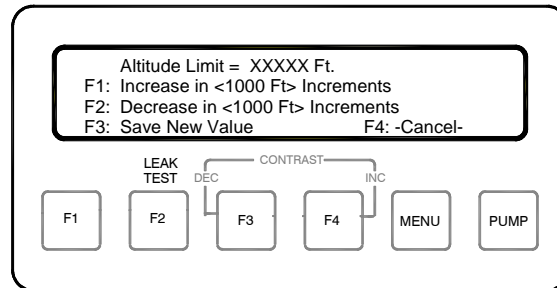 Altitude Limit = XXXXX Ft.
F1: Increase in <1000 Ft> Increments
F2: Decrease in <1000 Ft> Increments
F3: Save New Value F4: -Cancel-
LEAK TEST
CONTRAST
DEC
INC
F1 F2 F3 F4 MENU PUMP